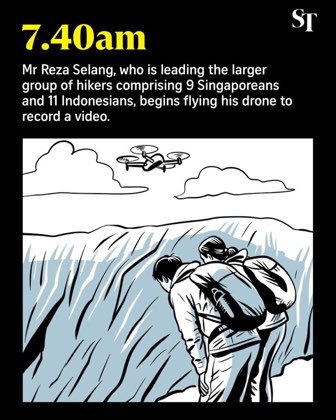 ST
7.40am
Mr Reza Selang, who is leading the larger
group of hikers comprising 9 Singaporeans
and 11 Indonesians, begins flying his drone to
record a video.